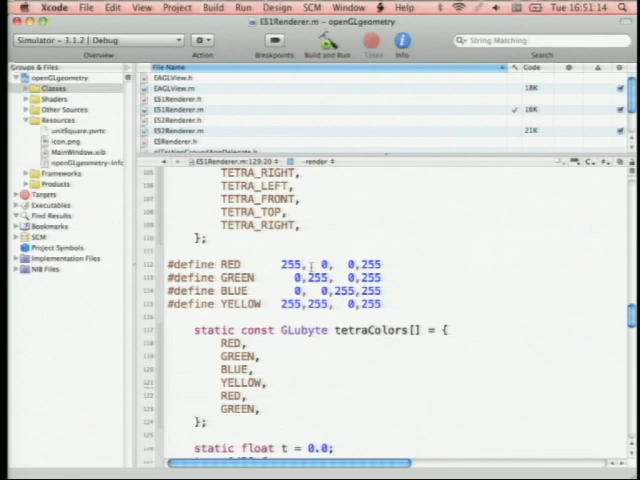 Xcode File Edit View Project Build Run Design SCM Window Help Tue 16:51:14
ES1Renderer.m - openGLgeometry
Simulator - 3.1.2 | Debug
String Matching
Overview Action Breakpoints Build and Run Tasks Info Search
Groups & Files
File Name Code
openGLgeometry
Classes
Shaders
Other Sources
Resources
unitSquare.pvrtc
icon.png
MainWindow.xib
openGLgeometry-Info
Frameworks
Products
Targets
Executables
Find Results
Bookmarks
SCM
Project Symbols
Implementation Files
NIB Files
EAGLView.h
EAGLView.m 18K
ES1Renderer.h
ES1Renderer.m 16K
ES2Renderer.h
ES2Renderer.m 21K
ESRenderer.h
ES1Renderer.m:129:20 -render
105 TETRA_RIGHT,
106 TETRA_LEFT,
107 TETRA_FRONT,
108 TETRA_TOP,
109 TETRA_RIGHT,
110 };
111
112 #define RED 255, 0, 0,255
113 #define GREEN 0,255, 0,255
114 #define BLUE 0, 0,255,255
115 #define YELLOW 255,255, 0,255
116
117 static const GLubyte tetraColors[] = {
118 RED,
119 GREEN,
120 BLUE,
121 YELLOW,
122 RED,
123 GREEN,
124 };
125
126 static float t = 0.0;